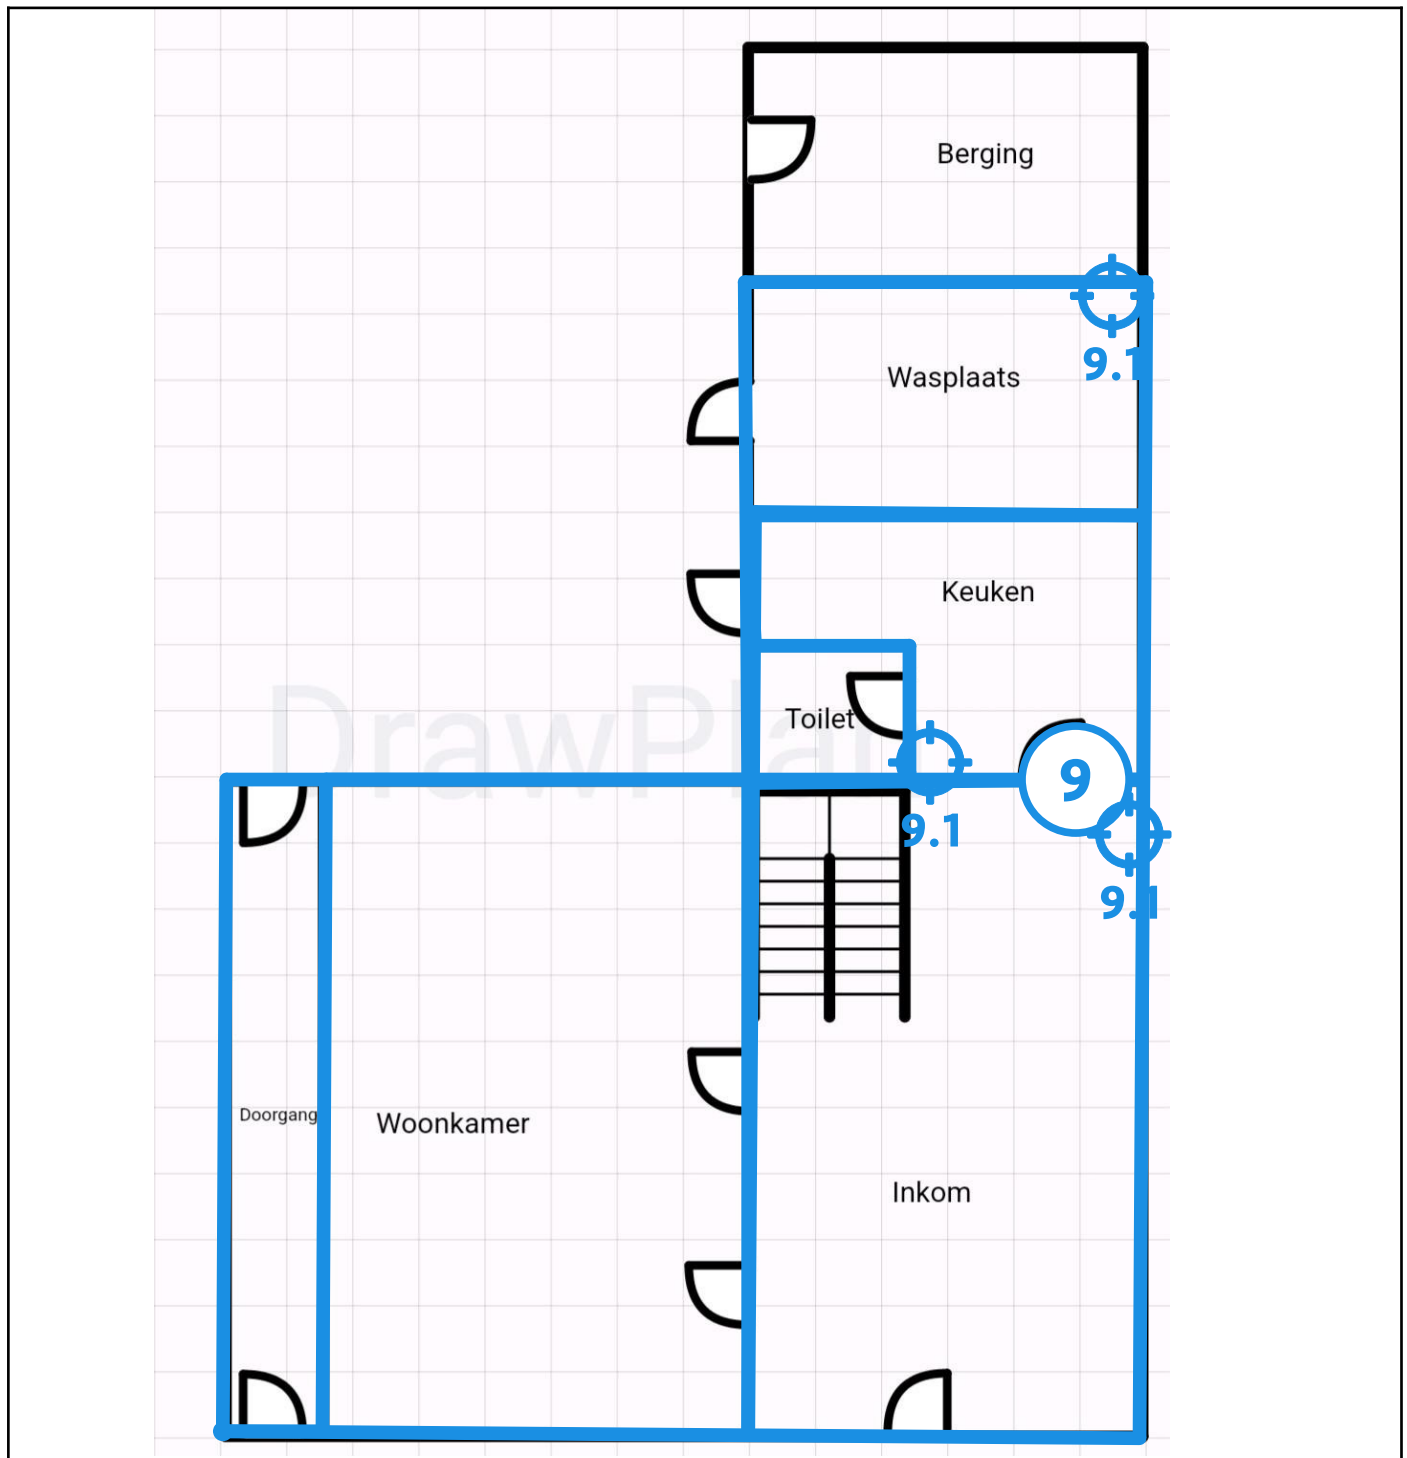 Berging
9.1
Wasplaats
Keuken
DrawPlan
Toilet
9
9.1
9.1
Doorgang
Woonkamer
Inkom